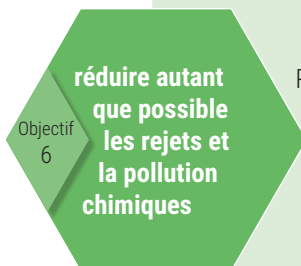 Objectif
6
réduire autant
que possible
les rejets et
la pollution
chimiques